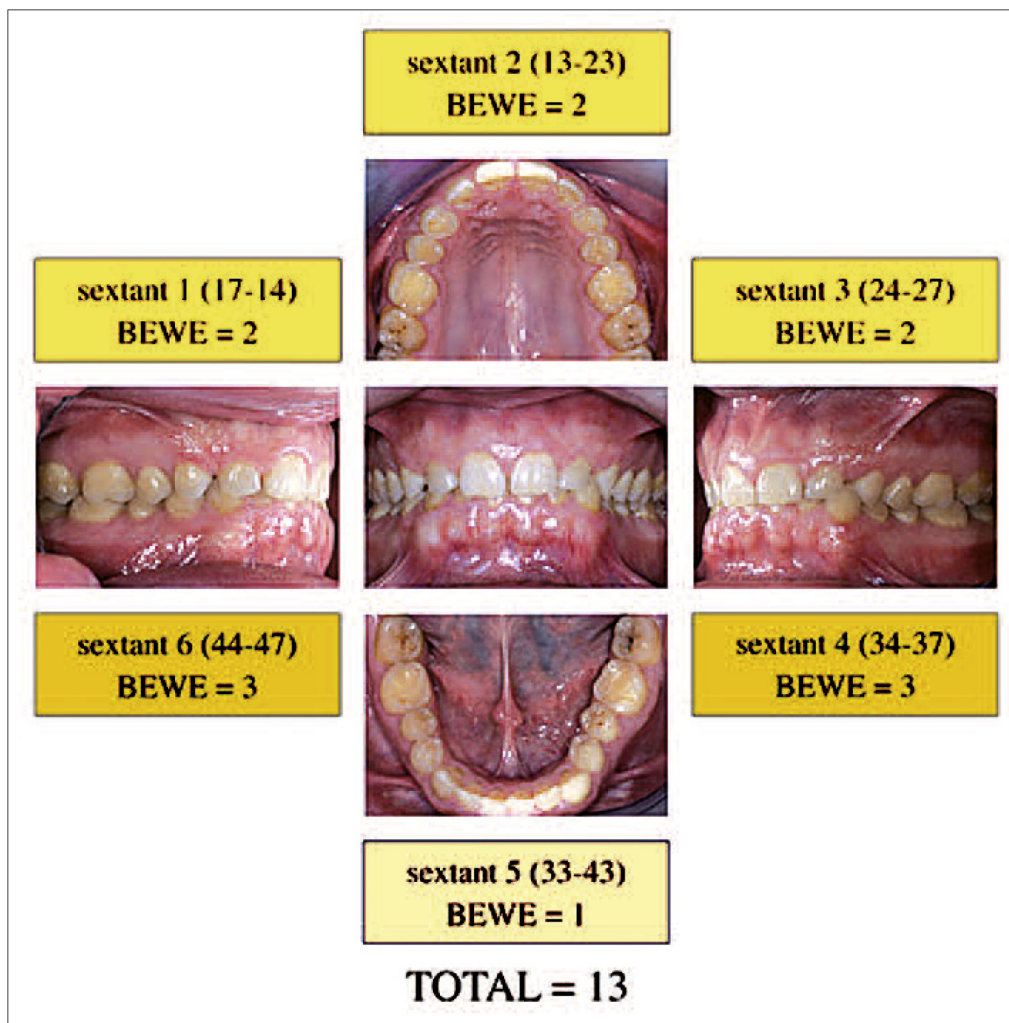 sextant 2 (13-23)
BEWE = 2
sextant 1 (17-14)
BEWE = 2
sextant 3 (24-27)
BEWE = 2
sextant 6 (44-47)
BEWE = 3
sextant 4 (34-37)
BEWE = 3
sextant 5 (33-43)
BEWE = 1
TOTAL = 13